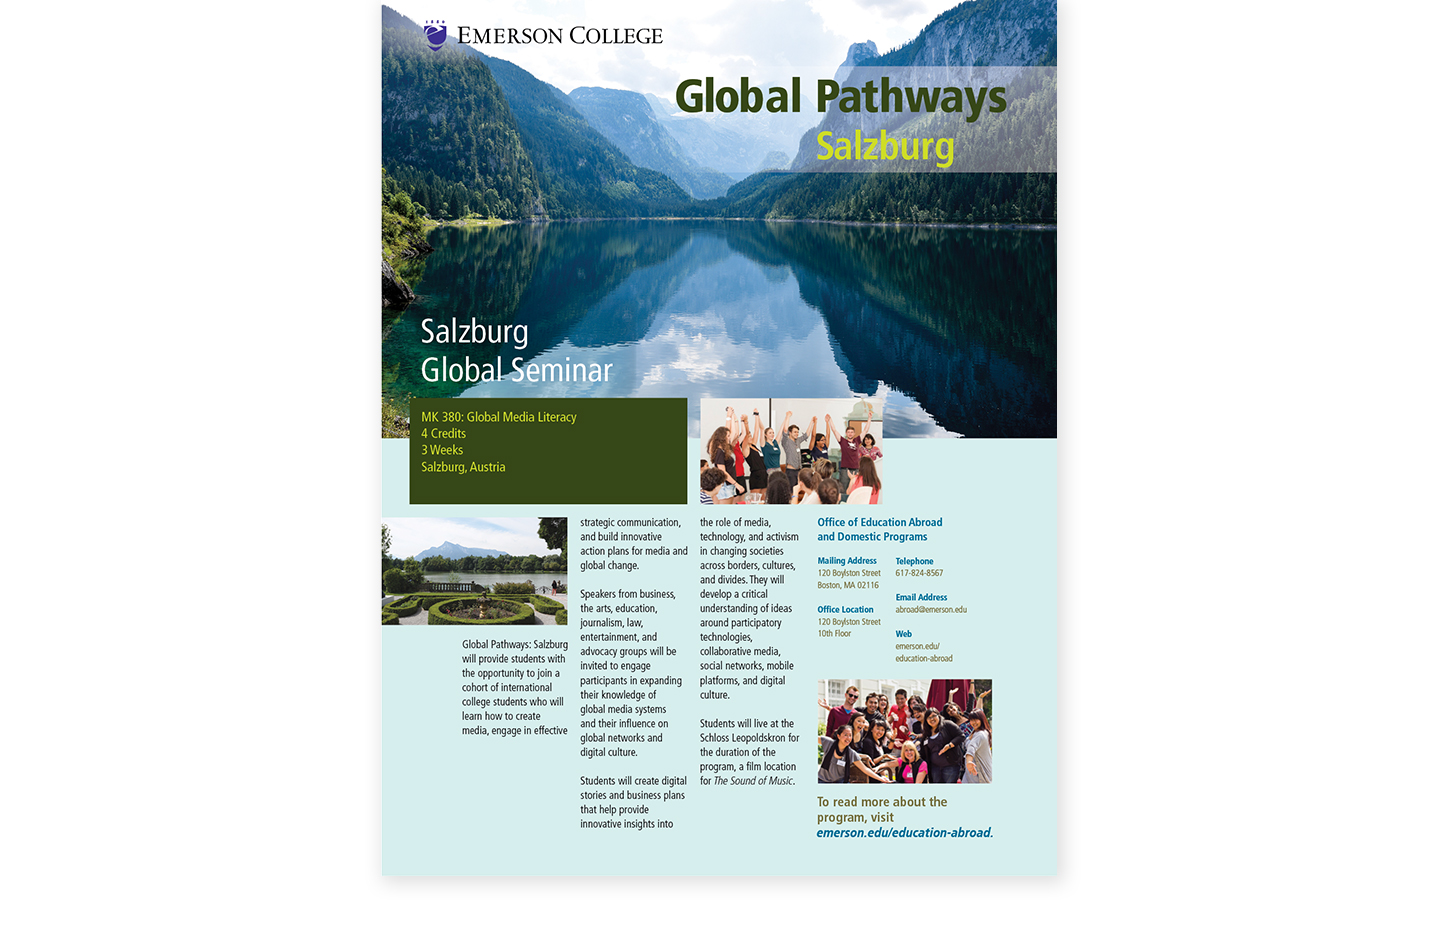 EMERSON COLLEGE
Global Pathways
Salzburg
Salzburg
Global Seminar
MK 380: Global Media Literacy
4 Credits
3 Weeks
Salzburg, Austria
Global Pathways: Salzburg
will provide students with
the opportunity to join a
cohort of international
college students who will
learn how to create
media, engage in effective
strategic communication,
and build innovative
action plans for media and
global change.
Speakers from business,
the arts, education,
journalism, law,
entertainment, and
advocacy groups will be
invited to engage
participants in expanding
their knowledge of
global media systems
and their influence on
global networks and
digital culture.
Students will create digital
stories and business plans
that help provide
innovative insights into
the role of media,
technology, and activism
in changing societies
across borders, cultures,
and divides. They will
develop a critical
understanding of ideas
around participatory
technologies,
collaborative media,
social networks, mobile
platforms, and digital
culture.
Students will live at the
Schloss Leopoldskron for
the duration of the
program, a film location
for The Sound of Music.
Office of Education Abroad
and Domestic Programs
Mailing Address
120 Boylston Street
Boston, MA 02116
Office Location
120 Boylston Street
10th Floor
Telephone
617-824-8567
Email Address
abroad@emerson.edu
Web
emerson.edu/
education-abroad
To read more about the
program, visit
emerson.edu/education-abroad.